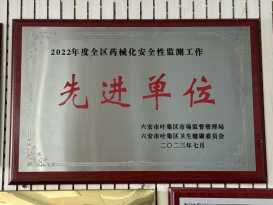 2022年度全区药械化安全性监测工作
先进单位
六安市叶集区市场监督管理局
六安市叶集区卫生健康委员会
二〇二三年七月